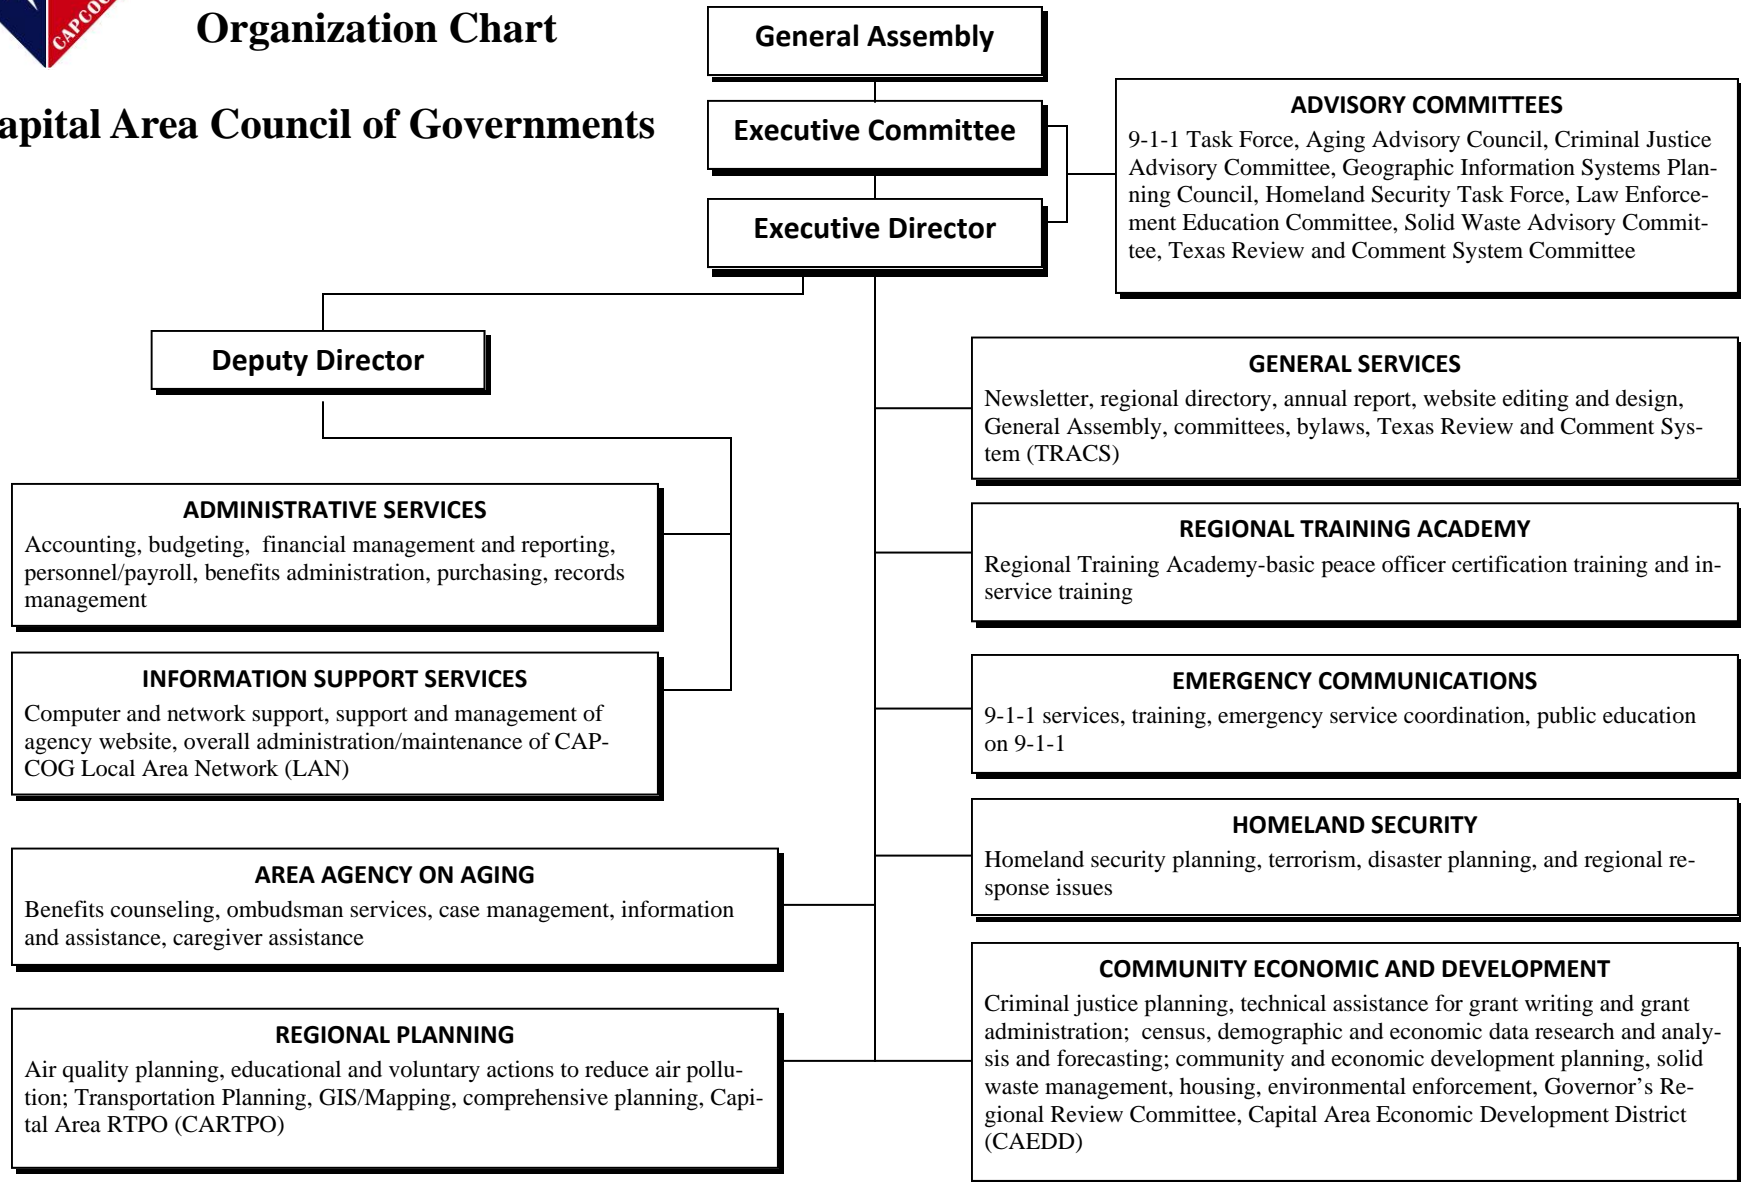 CAPCOG
Organization Chart
apital Area Council of Governments
General Assembly
Executive Committee
Executive Director
ADVISORY COMMITTEES
9-1-1 Task Force, Aging Advisory Council, Criminal Justice
Advisory Committee, Geographic Information Systems Plan-
ning Council, Homeland Security Task Force, Law Enforce-
ment Education Committee, Solid Waste Advisory Commit-
tee, Texas Review and Comment System Committee
Deputy Director
ADMINISTRATIVE SERVICES
Accounting, budgeting,  financial management and reporting,
personnel/payroll, benefits administration, purchasing, records
management
INFORMATION SUPPORT SERVICES
Computer and network support, support and management of
agency website, overall administration/maintenance of CAP-
COG Local Area Network (LAN)
AREA AGENCY ON AGING
Benefits counseling, ombudsman services, case management, information
and assistance, caregiver assistance
REGIONAL PLANNING
Air quality planning, educational and voluntary actions to reduce air pollu-
tion; Transportation Planning, GIS/Mapping, comprehensive planning, Capi-
tal Area RTPO (CARTPO)
GENERAL SERVICES
Newsletter, regional directory, annual report, website editing and design,
General Assembly, committees, bylaws, Texas Review and Comment Sys-
tem (TRACS)
REGIONAL TRAINING ACADEMY
Regional Training Academy-basic peace officer certification training and in-
service training
EMERGENCY COMMUNICATIONS
9-1-1 services, training, emergency service coordination, public education
on 9-1-1
HOMELAND SECURITY
Homeland security planning, terrorism, disaster planning, and regional re-
sponse issues
COMMUNITY ECONOMIC AND DEVELOPMENT
Criminal justice planning, technical assistance for grant writing and grant
administration;  census, demographic and economic data research and analy-
sis and forecasting; community and economic development planning, solid
waste management, housing, environmental enforcement, Governor’s Re-
gional Review Committee, Capital Area Economic Development District
(CAEDD)